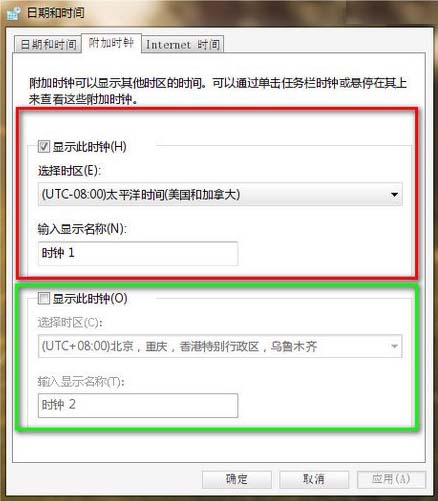 日期和时间
日期和时间 附加时钟 Internet 时间
附加时钟可以显示其他时区的时间。可以通过单击任务栏时钟或悬停在其上
来查看这些附加时钟。
显示此时钟(H)
选择时区(E):
(UTC-08:00)太平洋时间(美国和加拿大)
输入显示名称(N):
时钟 1
显示此时钟(O)
选择时区(C):
(UTC+08:00)北京，重庆，香港特别行政区，乌鲁木齐
输入显示名称(T):
时钟 2
确定 取消 应用(A)